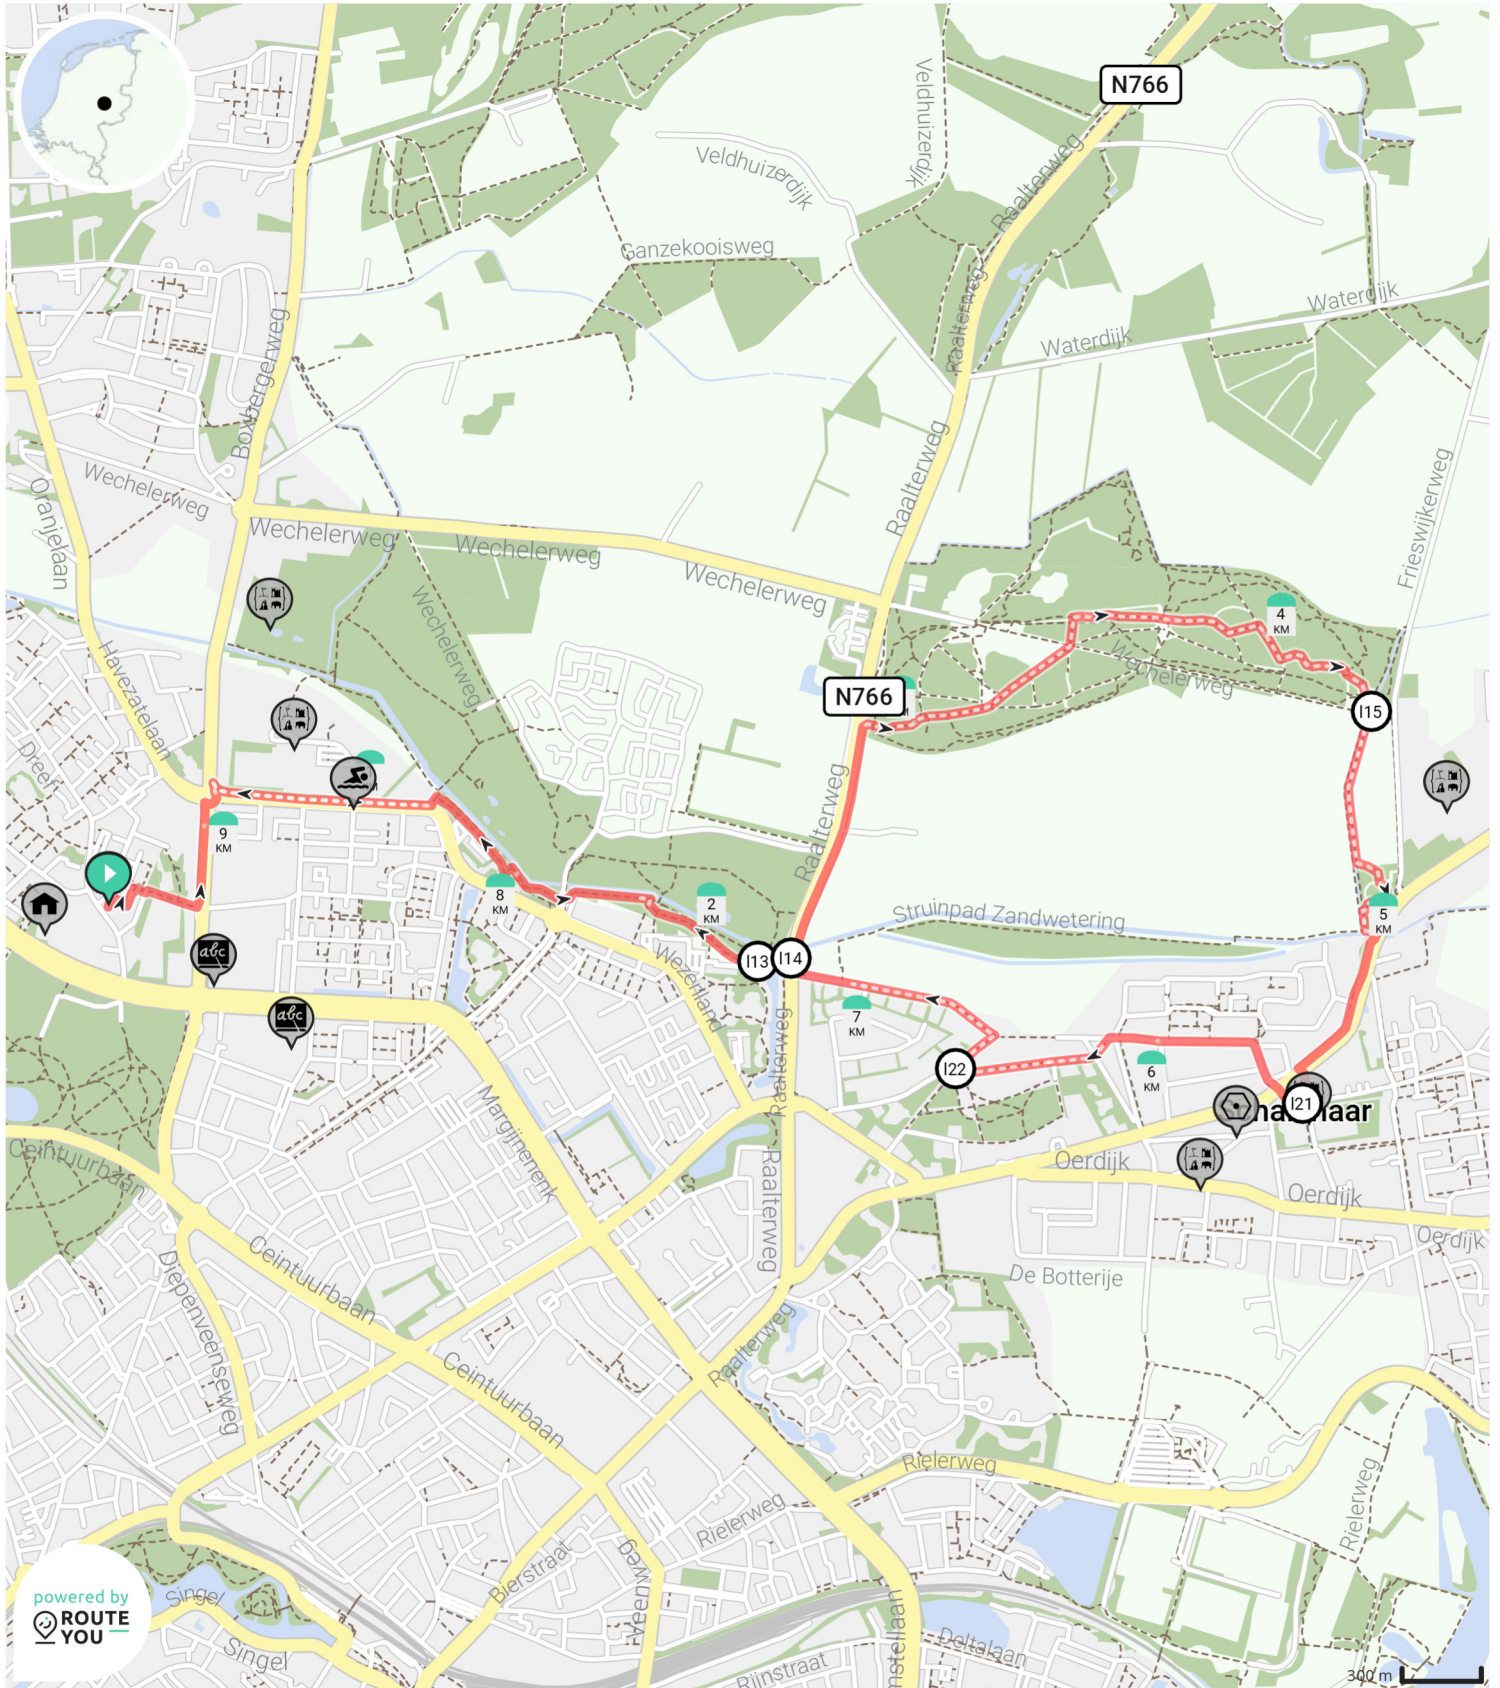 N766
Veldhuizerdijk
Veldhuizerdijk
Raalterweg
Ganzekooisweg
Raalterweg
Waterdijk
Waterdijk
Boxbergerweg
Raalterweg
Wechelerweg
Oranjelaan
Wechelerweg
Wechelerweg
Wechelerweg
Frieswijkerweg
Wechelerweg
4
KM
Havezatelaan
Wechelerweg
N766
I15
Dreef
Raalterweg
9
KM
8
KM
2
KM
5
KM
Struinpad Zandwetering
abc
I13
I14
Wezenland
7
KM
abc
Raalterweg
I22
6
KM
I21
Margijnenenk
Ceintuurbaan
Oerdijk
Oerdijk
Raalterweg
Oerdijk
Diepenveenseweg
Ceintuurbaan
De Botterije
Raalterweg
Ceintuurbaan
Rielerweg
Rielerweg
Rielerweg
Bierstraat
Veenweg
powered by
ROUTE
YOU
Singel
Singel
Deltalaan
Rijnstraat
300 m